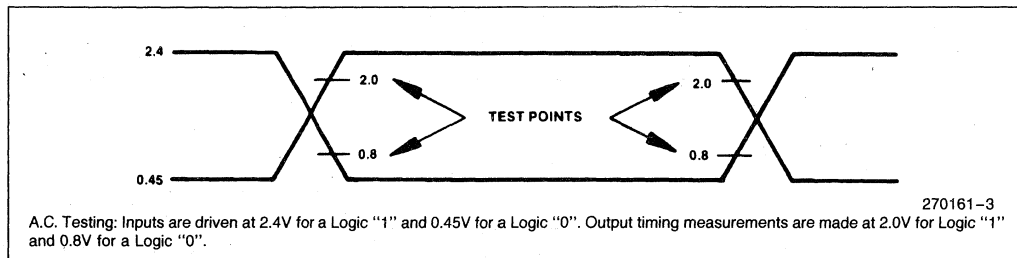 2.4
2.0
2.0
TEST POINTS
0.8
0.8
0.45
270161-3
A.C. Testing: Inputs are driven at 2.4V for a Logic "1" and 0.45V for a Logic "0". Output timing measurements are made at 2.0V for Logic "1"
and 0.8V for a Logic "0".